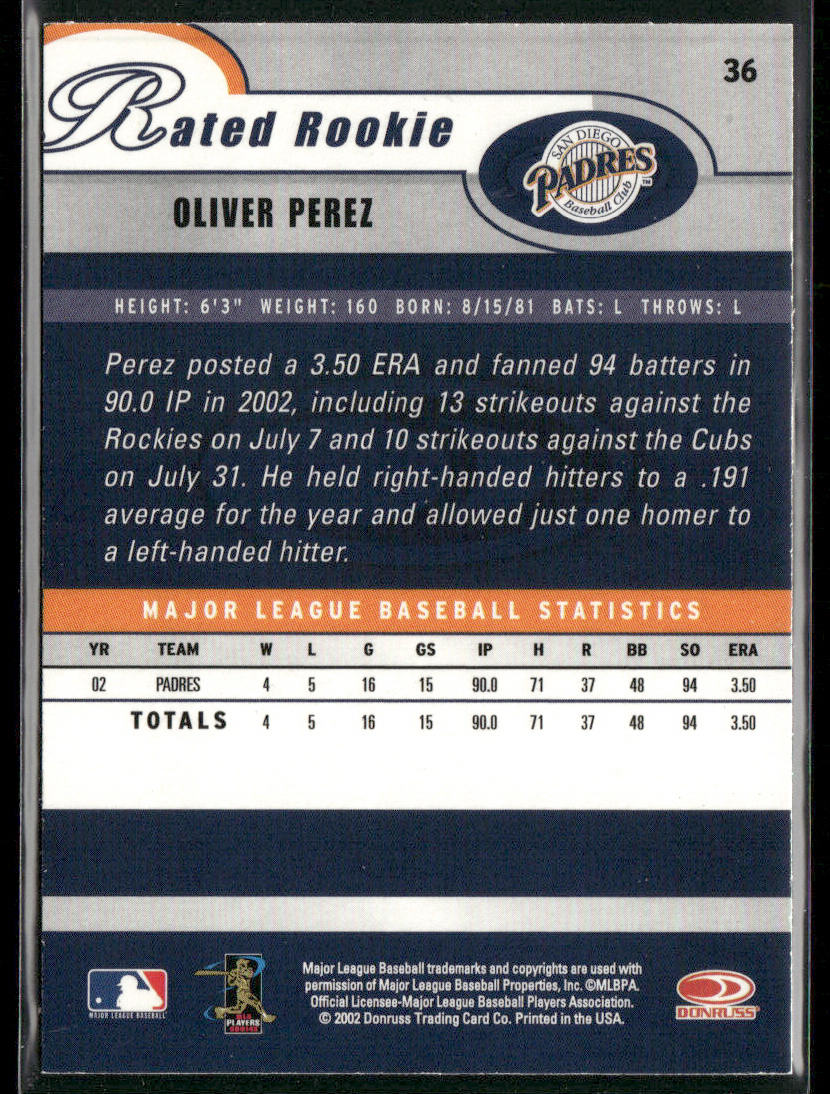 36
Rated Rookie
SAN DIEGO
PADRES
Baseball Club
TM
OLIVER PEREZ
HEIGHT: 6'3" WEIGHT: 160 BORN: 8/15/81 BATS: L THROWS: L
Perez posted a 3.50 ERA and fanned 94 batters in
90.0 IP in 2002, including 13 strikeouts against the
Rockies on July 7 and 10 strikeouts against the Cubs
on July 31. He held right-handed hitters to a .191
average for the year and allowed just one homer to
a left-handed hitter.
MAJOR LEAGUE BASEBALL STATISTICS
YR TEAM W L G GS IP H R BB SO ERA
02 PADRES 4 5 16 15 90.0 71 37 48 94 3.50
TOTALS 4 5 16 15 90.0 71 37 48 94 3.50
Major League Baseball trademarks and copyrights are used with
permission of Major League Baseball Properties, Inc. ©MLBPA.
Official Licensee-Major League Baseball Players Association.
© 2002 Donruss Trading Card Co. Printed in the USA.
MAJOR LEAGUE BASEBALL
PLAYERS
CHOICE
DONRUSS